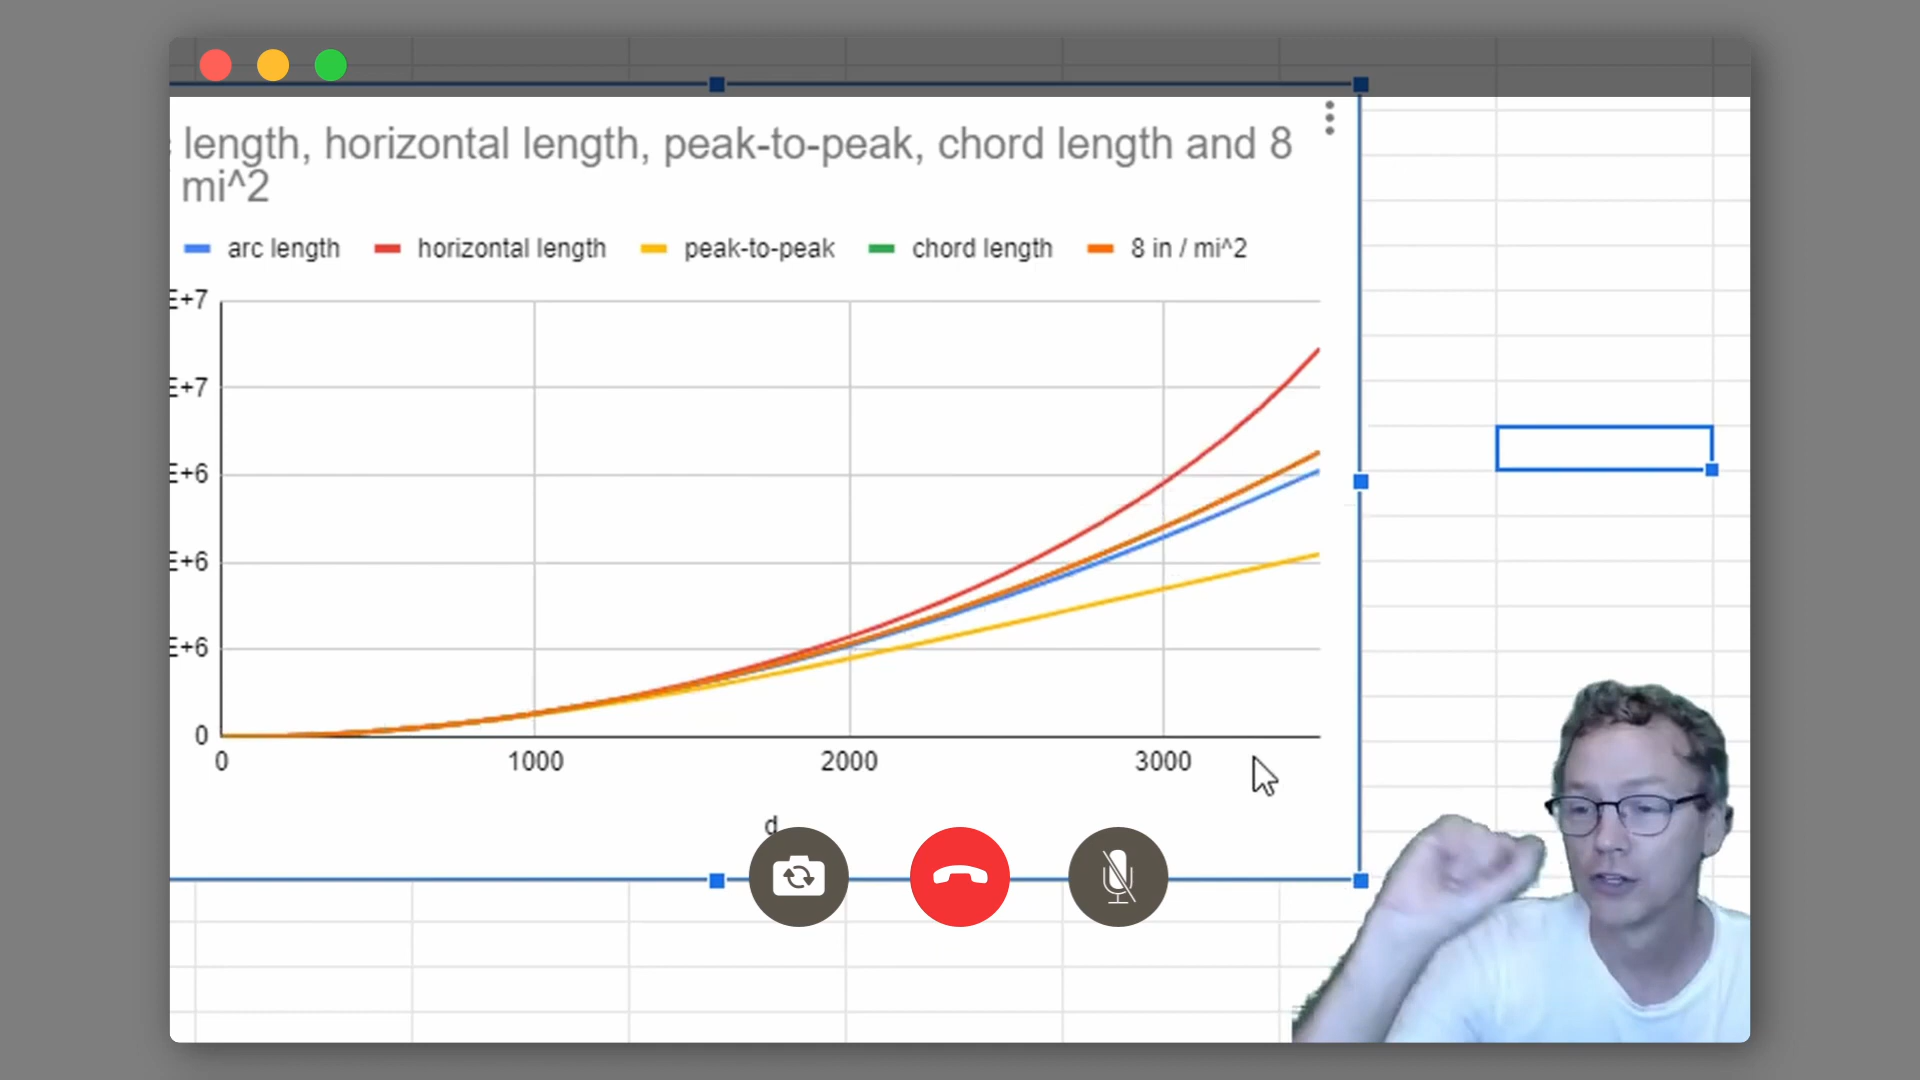 length, horizontal length, peak-to-peak, chord length and 8
mi^2
arc length horizontal length peak-to-peak chord length 8 in / mi^2
E+7
E+7
E+6
E+6
E+6
0
0 1000 2000 3000
d